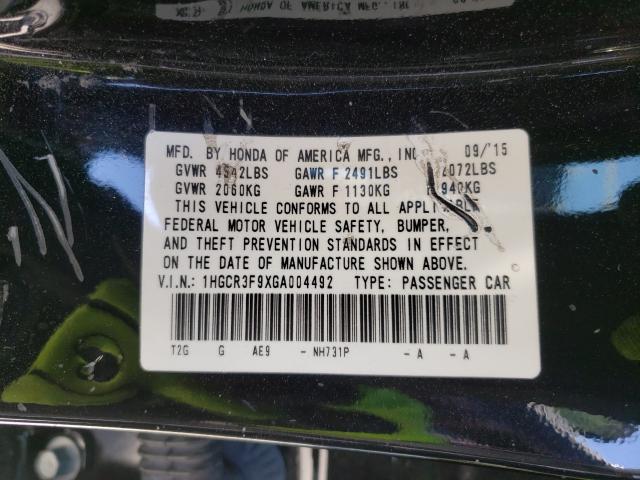 MFD. BY HONDA OF AMERICA MFG., INC 09/15
GVWR 4542LBS GAWR F 2491LBS 2072LBS
GVWR 2060KG GAWR F 1130KG 940KG
THIS VEHICLE CONFORMS TO ALL APPLICABLE
FEDERAL MOTOR VEHICLE SAFETY, BUMPER,
AND THEFT PREVENTION STANDARDS IN EFFECT
ON THE DATE OF MANUFACTURE SHOWN ABOVE.
V.I.N.: 1HGCR3F9XGA004492 TYPE: PASSENGER CAR
T2G G AE9 - NH731P - A - A